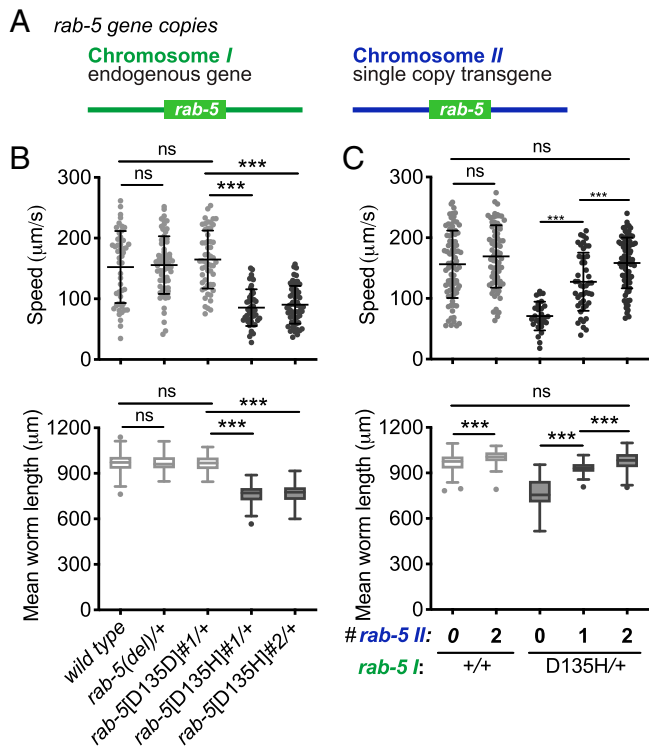 A rab-5 gene copies
Chromosome I
endogenous gene
rab-5
Chromosome II
single copy transgene
rab-5
B
ns
***
ns
***
300
200
100
0
Speed (μm/s)
ns
***
ns
***
1200
900
600
300
0
Mean worm length (μm)
wild type
rab-5(del)/+
rab-5[D135D]#1/+
rab-5[D135H]#1/+
rab-5[D135H]#2/+
C
ns
ns
***
***
300
200
100
0
Speed (μm/s)
ns
***
***
***
1200
900
600
300
0
Mean worm length (μm)
# rab-5 II: 0 2 0 1 2
rab-5 I: +/+ D135H/+